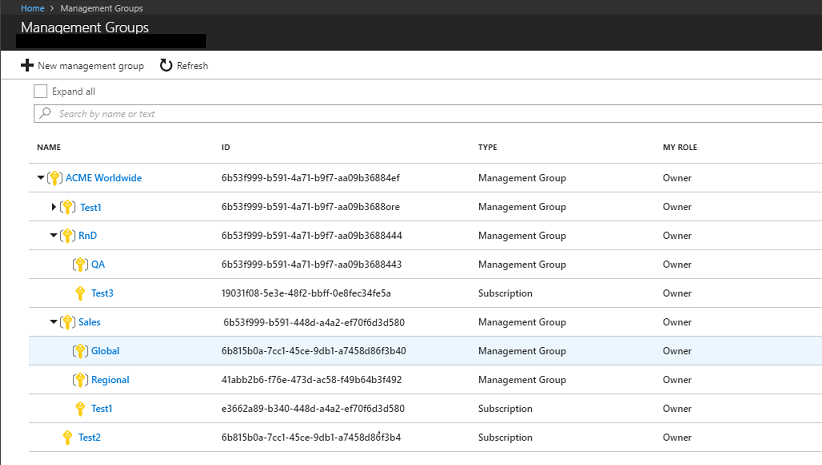 Home > Management Groups
Management Groups
New management group Refresh
Expand all
Search by name or text
NAME ID TYPE MY ROLE
ACME Worldwide 6b53f999-b591-4a71-b9f7-aa09b36884ef Management Group Owner
Test1 6b53f999-b591-4a71-b9f7-aa09b3688ore Management Group Owner
RnD 6b53f999-b591-4a71-b9f7-aa09b3688444 Management Group Owner
QA 6b53f999-b591-4a71-b9f7-aa09b3688443 Management Group Owner
Test3 19031f08-5e3e-48f2-bbff-0e8fec34fe5a Subscription Owner
Sales 6b53f999-b591-448d-a4a2-ef70f6d3d580 Management Group Owner
Global 6b815b0a-7cc1-45ce-9db1-a7458d86f3b40 Management Group Owner
Regional 41abb2b6-f76e-473d-ac58-f49b64b3f492 Management Group Owner
Test1 e3662a89-b340-448d-a4a2-ef70f6d3d580 Subscription Owner
Test2 6b815b0a-7cc1-45ce-9db1-a7458d86f3b4 Subscription Owner